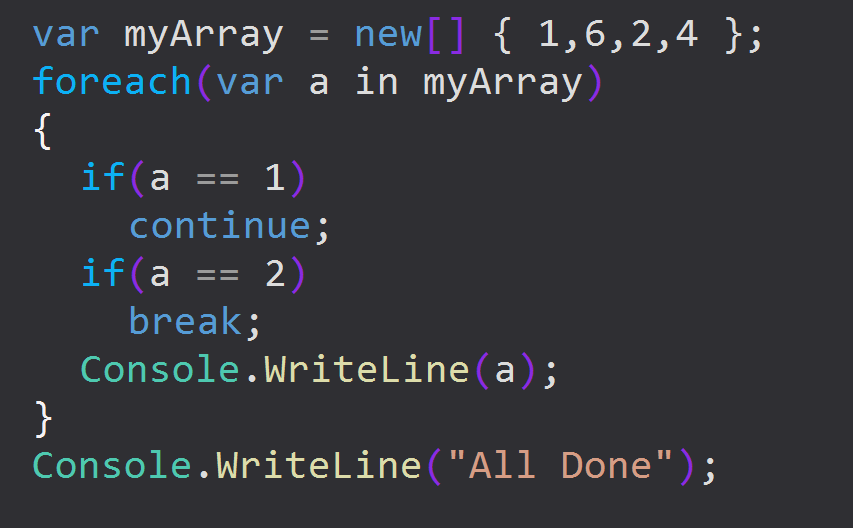 var myArray = new[] { 1,6,2,4 };
foreach(var a in myArray)
{
  if(a == 1)
    continue;
  if(a == 2)
    break;
  Console.WriteLine(a);
}
Console.WriteLine("All Done");